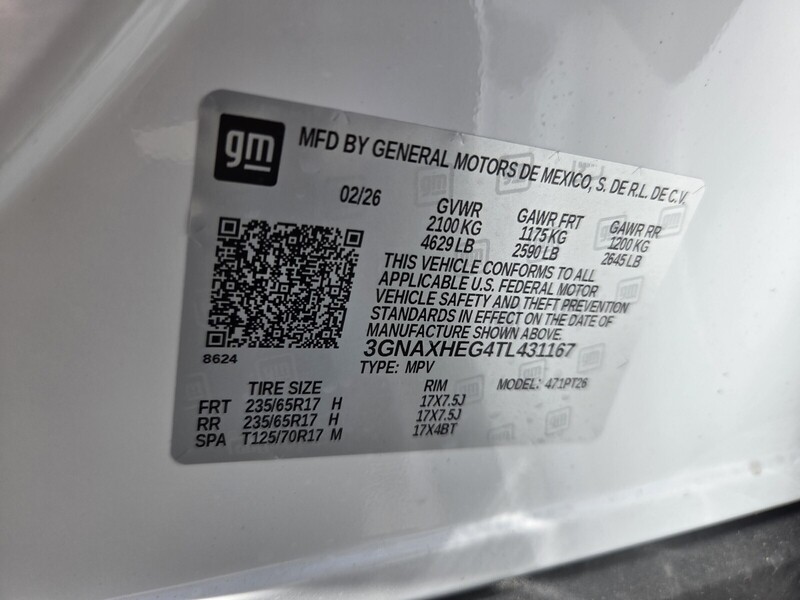 gm
MFD BY GENERAL MOTORS DE MEXICO, S. DE R.L. DE C.V.
02/26
GVWR GAWR FRT GAWR RR
2100 KG 1175 KG 1200 KG
4629 LB 2590 LB 2645 LB
THIS VEHICLE CONFORMS TO ALL
APPLICABLE U.S. FEDERAL MOTOR
VEHICLE SAFETY AND THEFT PREVENTION
STANDARDS IN EFFECT ON THE DATE OF
MANUFACTURE SHOWN ABOVE.
3GNAXHEG4TL431167
8624
TYPE: MPV MODEL: 471PT26
TIRE SIZE RIM
FRT 235/65R17 H 17X7.5J
RR 235/65R17 H 17X7.5J
SPA T125/70R17 M 17X4BT